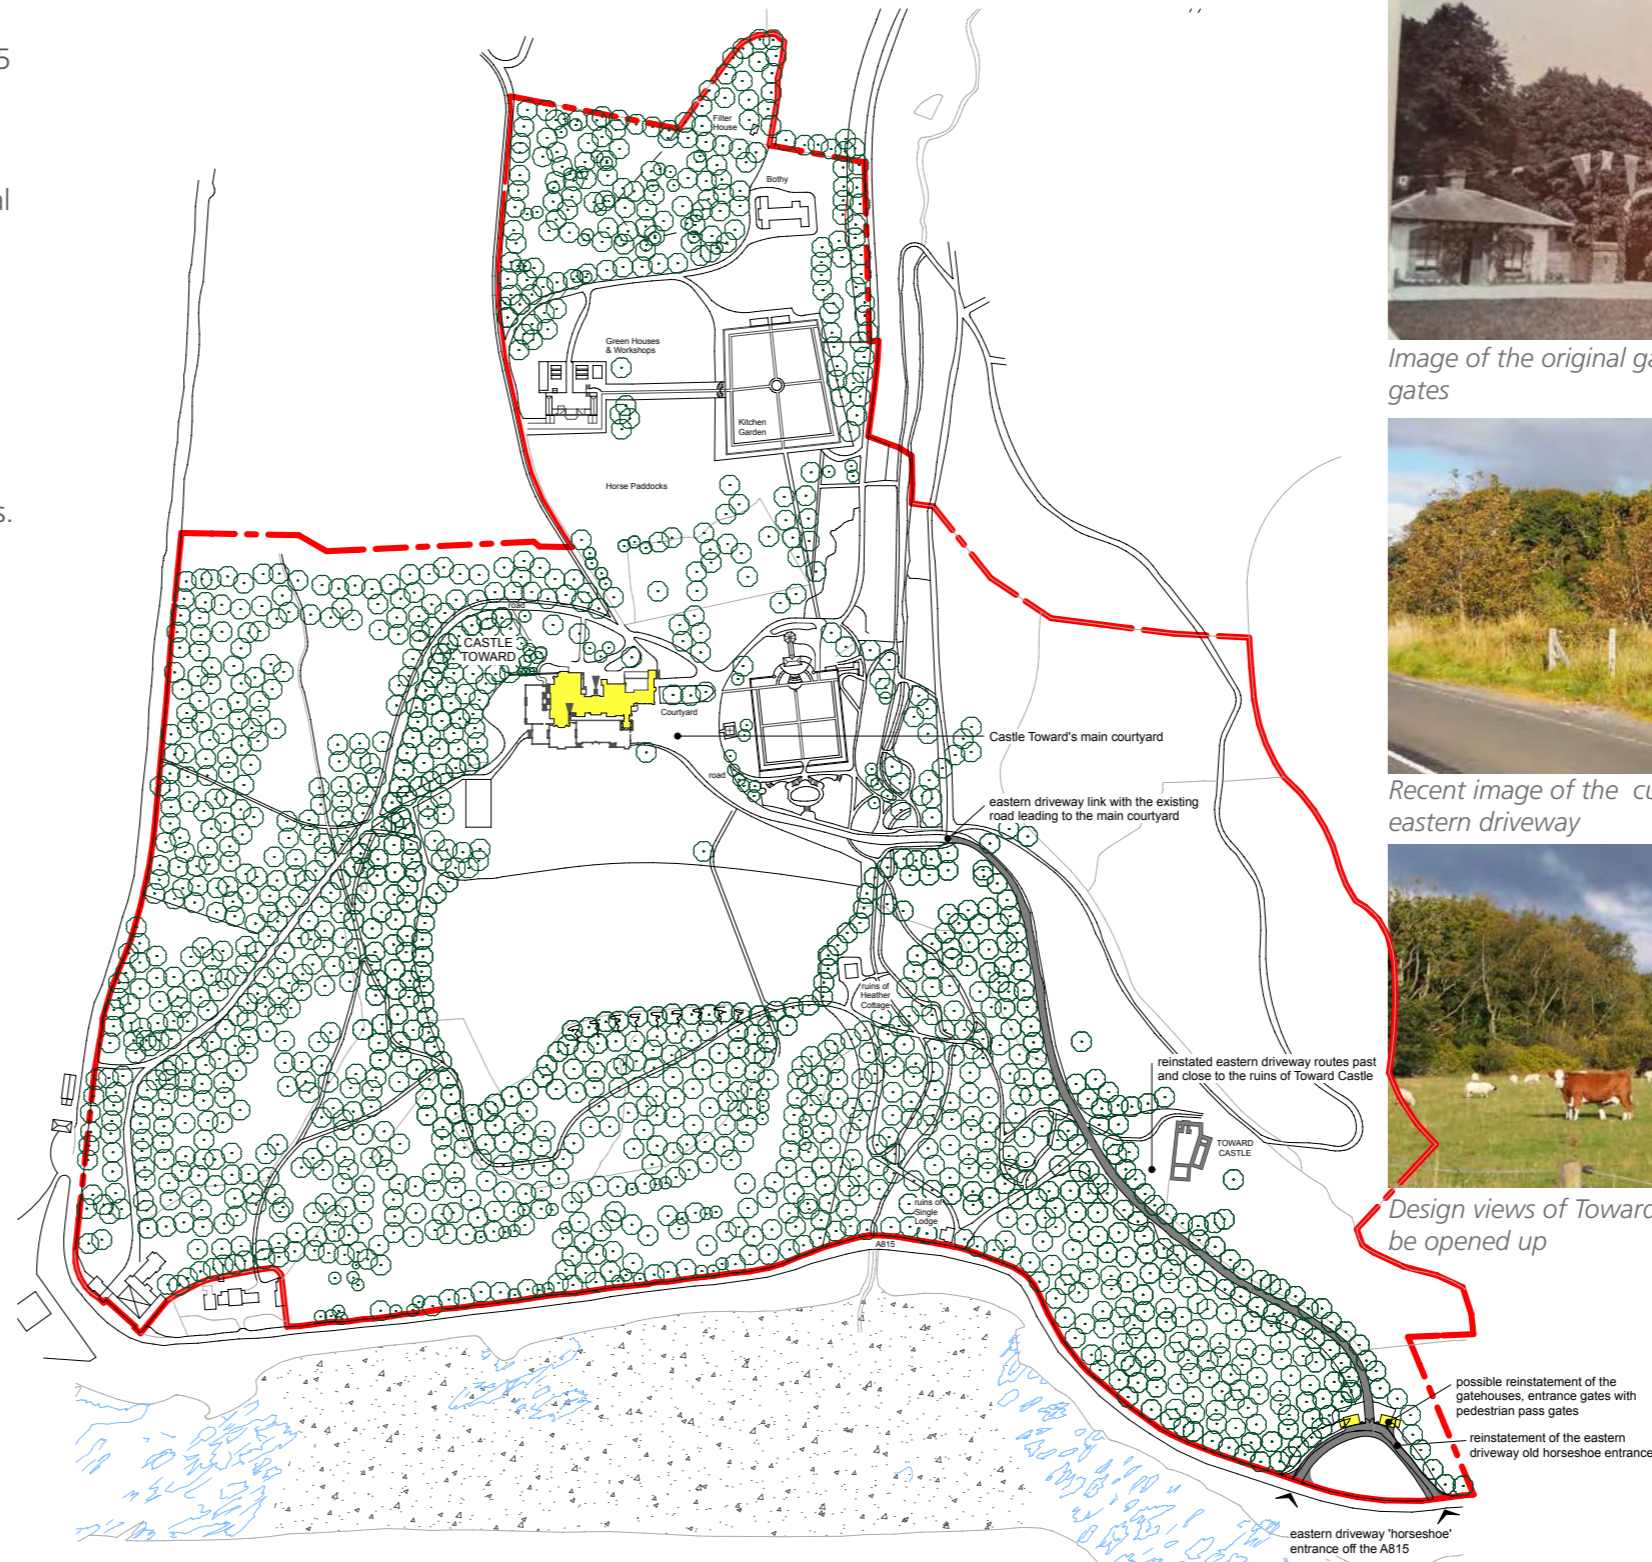 5
al
s.
Filter
House
Bothy
Green Houses
& Workshops
Kitchen
Garden
Horse Paddocks
road
CASTLE
TOWARD
Courtyard
Castle Toward's main courtyard
road
eastern driveway link with the existing
road leading to the main courtyard
ruins of
Heather
Cottage
reinstated eastern driveway routes past
and close to the ruins of Toward Castle
TOWARD
CASTLE
ruins of
Single
Lodge
A815
possible reinstatement of the
gatehouses, entrance gates with
pedestrian pass gates
reinstatement of the eastern
driveway old horseshoe entrance
eastern driveway 'horseshoe'
entrance off the A815
Image of the original ga
gates
Recent image of the cu
eastern driveway
Design views of Toward
be opened up